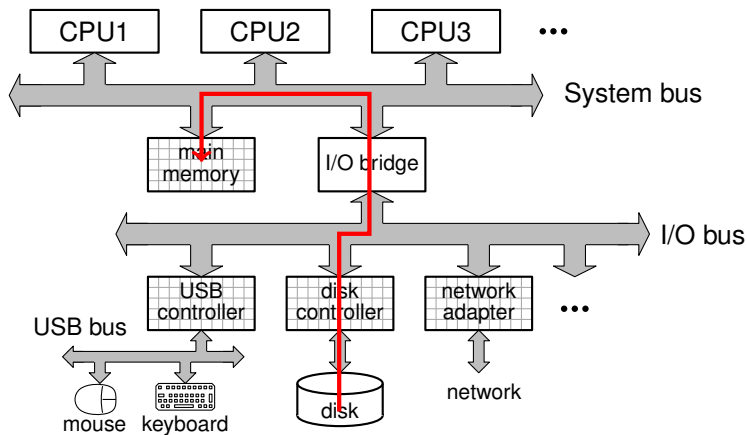 CPU1
CPU2
CPU3
...
System bus
main
memory
I/O bridge
I/O bus
USB
controller
disk
controller
network
adapter
...
USB bus
mouse
keyboard
disk
network